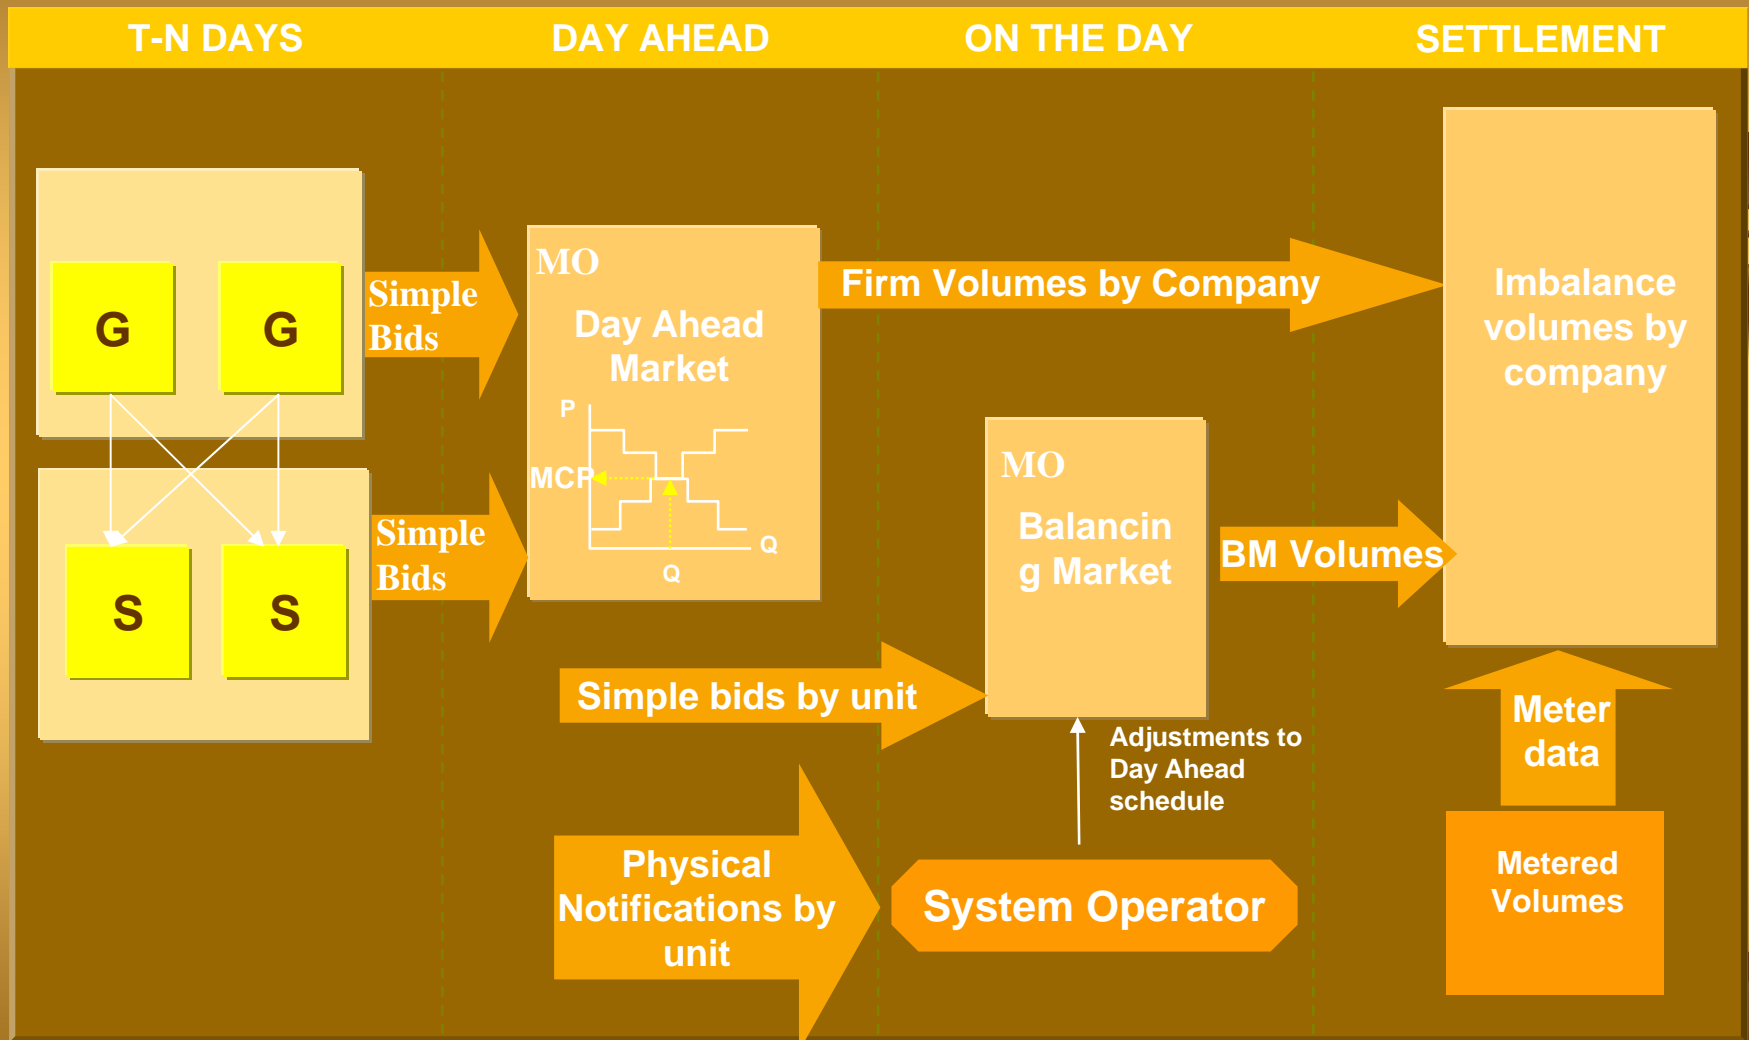 T-N DAYS
DAY AHEAD
ON THE DAY
SETTLEMENT
G
G
S
S
Simple
Bids
Simple
Bids
MO
Day Ahead
Market
P
MCP
Q
Q
Firm Volumes by Company
MO
Balancin
g Market
BM Volumes
Imbalance
volumes by
company
Simple bids by unit
Adjustments to
Day Ahead
schedule
Physical
Notifications by
unit
System Operator
Meter
data
Metered
Volumes